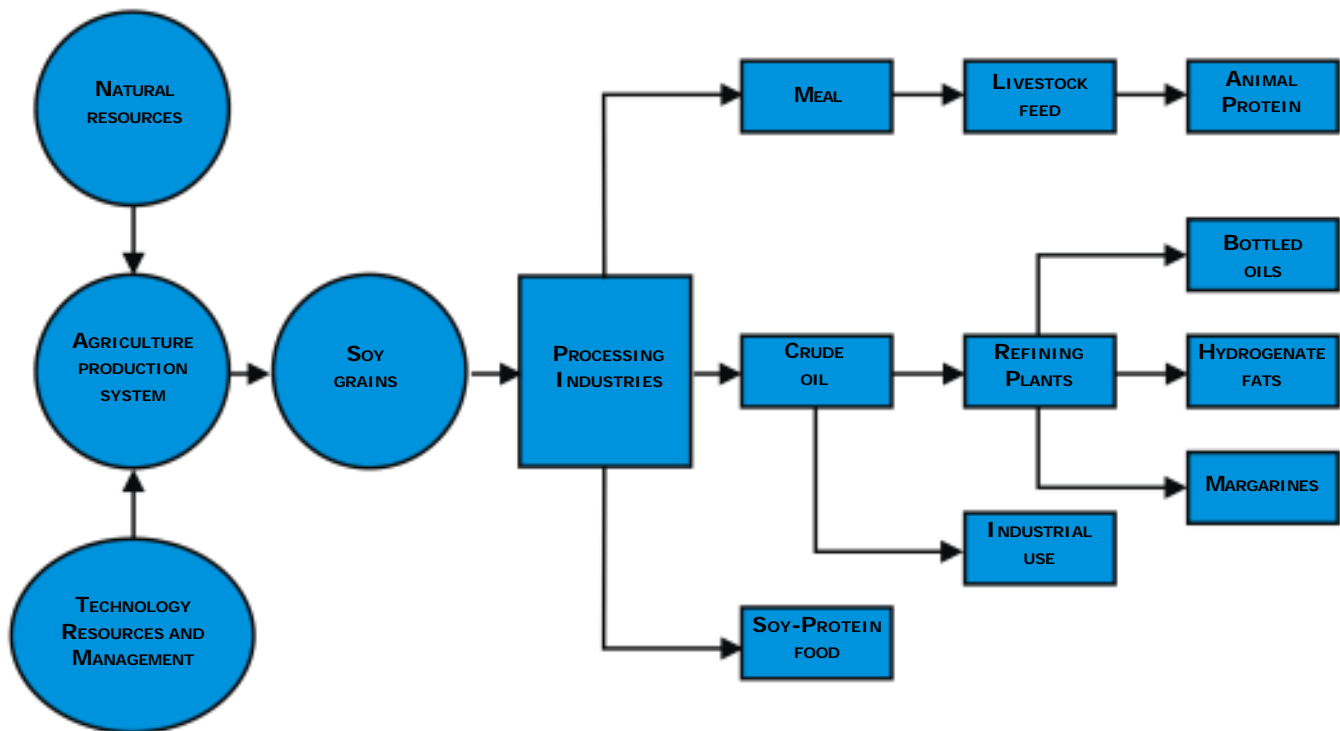 Natural
resources
Agriculture
production
system
Technology
Resources and
Management
Soy
grains
Processing
Industries
Meal
Livestock
feed
Animal
Protein
Crude
oil
Refining
Plants
Bottled
oils
Hydrogenate
fats
Margarines
Industrial
use
Soy-Protein
food